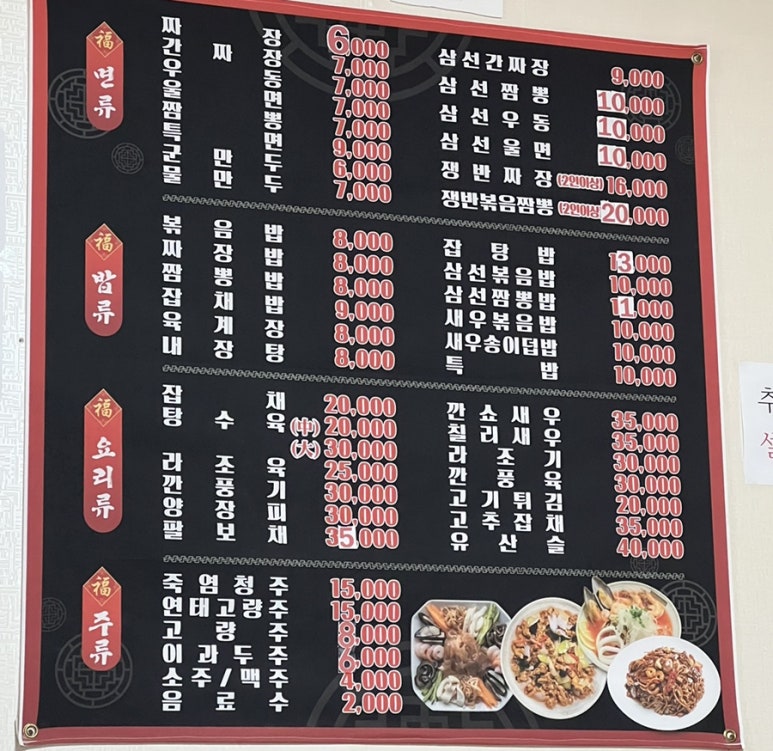 福 면류
짜장 6,000
간짜장 7,000
우동 7,000
울면 7,000
짬뽕 7,000
특면 9,000
군만두 6,000
물만두 7,000
삼선간짜장 9,000
삼선짬뽕 10,000
삼선우동 10,000
삼선울면 10,000
쟁반짜장 (2인이상) 16,000
쟁반볶음짬뽕 (2인이상) 20,000
福 밥류
볶음밥 8,000
짜장밥 8,000
짬뽕밥 8,000
잡채밥 9,000
육계장 8,000
내장탕 8,000
잡탕밥 13,000
삼선볶음밥 10,000
삼선짬뽕밥 11,000
새우볶음밥 10,000
새우송이덮밥 10,000
특밥 10,000
福 요리류
잡채 20,000
탕수육 (中) 20,000
(大) 30,000
라조육 25,000
깐풍기 30,000
양장피 30,000
팔보채 35,000
깐쇼새우 35,000
칠리새우 35,000
라조기 30,000
깐풍육 30,000
고기튀김 20,000
고추잡채 35,000
유산슬 40,000
福 주류
죽염청주 15,000
연태고량주 15,000
고량주 8,000
이과두주 6,000
소주/맥주 4,000
음료수 2,000